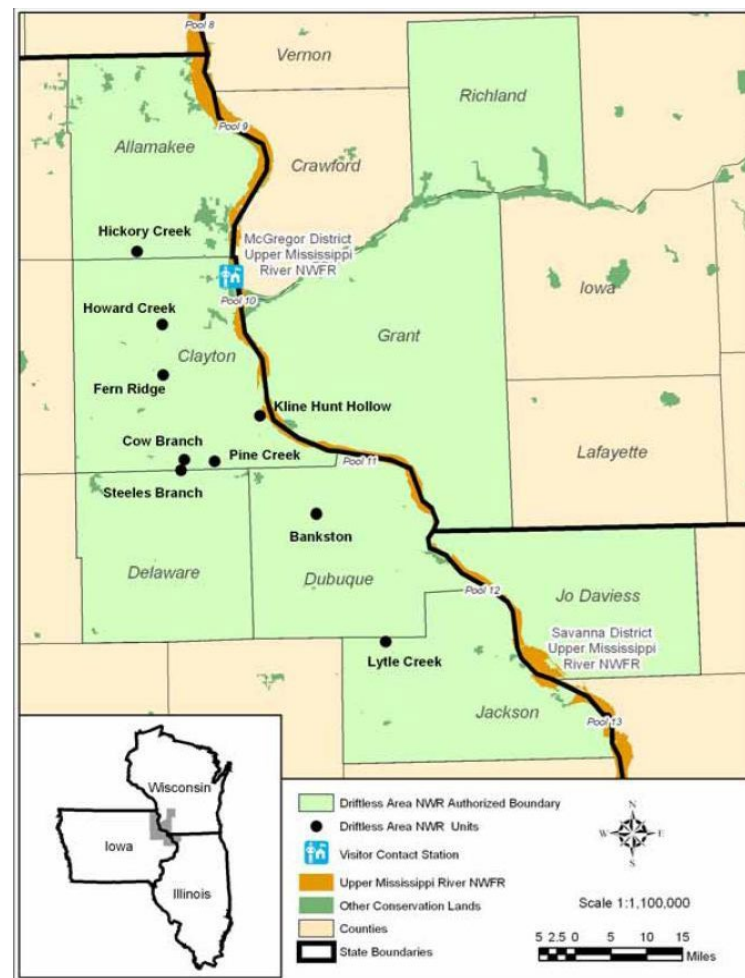 Pool 8
Vernon
Richland
Pool 9
Allamakee
Crawford
Hickory Creek
McGregor District
Upper Mississippi
River NWFR
Iowa
Pool 10
Howard Creek
Grant
Clayton
Fern Ridge
Kline Hunt Hollow
Cow Branch
Pine Creek
Lafayette
Pool 11
Steeles Branch
Bankston
Delaware
Dubuque
Pool 12
Jo Daviess
Savanna District
Upper Mississippi
River NWFR
Lytle Creek
Jackson
Pool 13
Wisconsin
Iowa
Illinois
Driftless Area NWR Authorized Boundary
Driftless Area NWR Units
Visitor Contact Station
Upper Mississippi River NWFR
Other Conservation Lands
Counties
State Boundaries
N
W E
S
Scale 1:1,100,000
5 2.5 0 5 10 15
Miles